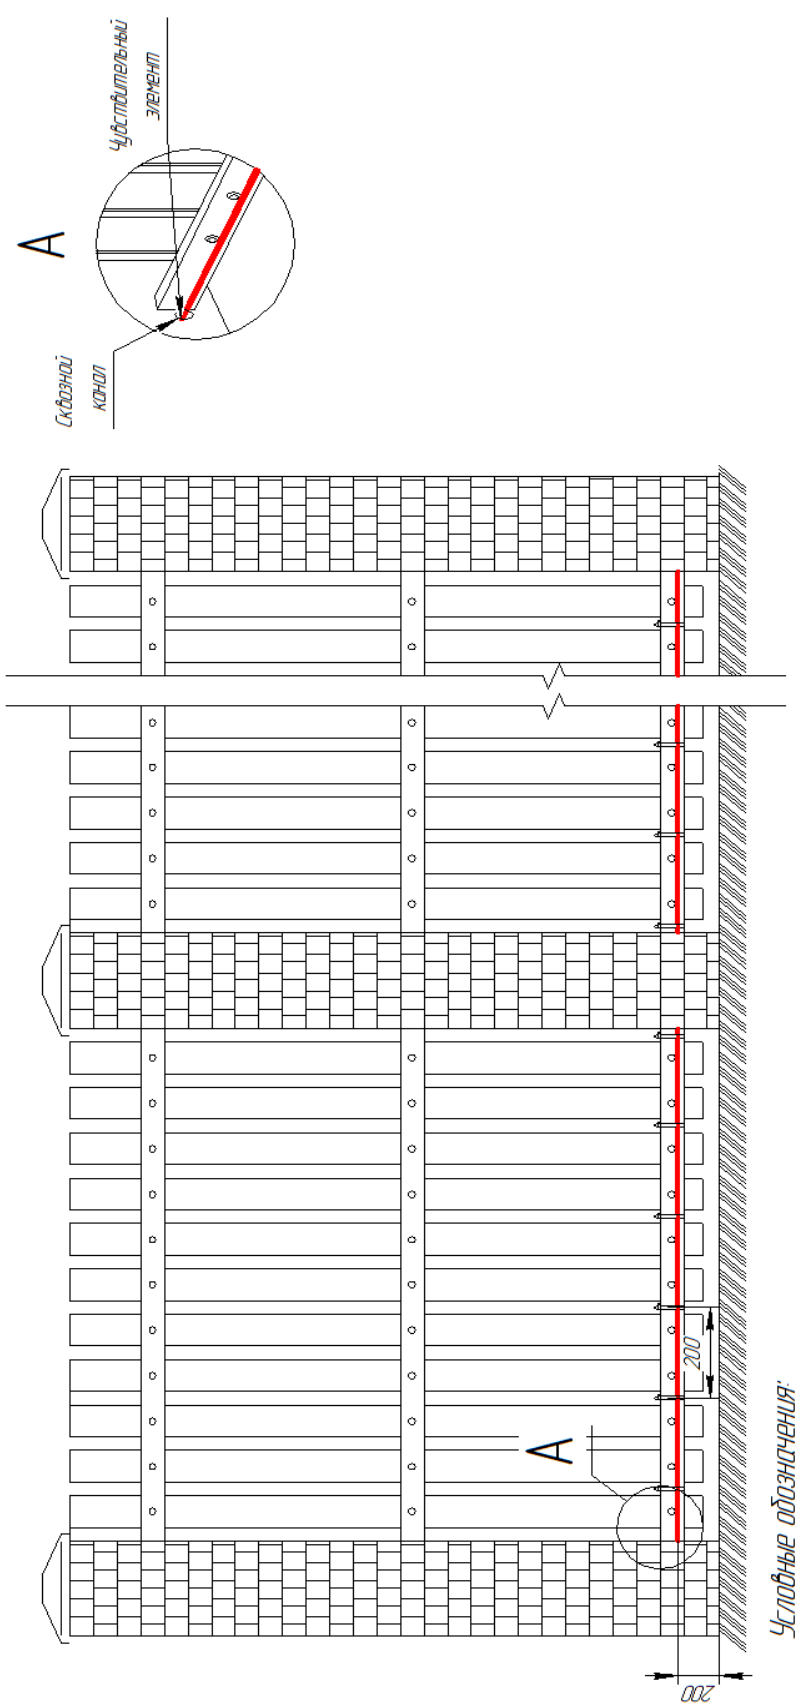 А
Чувствительный
элемент
Сквозной
канал
А
200
200
Условные обозначения: